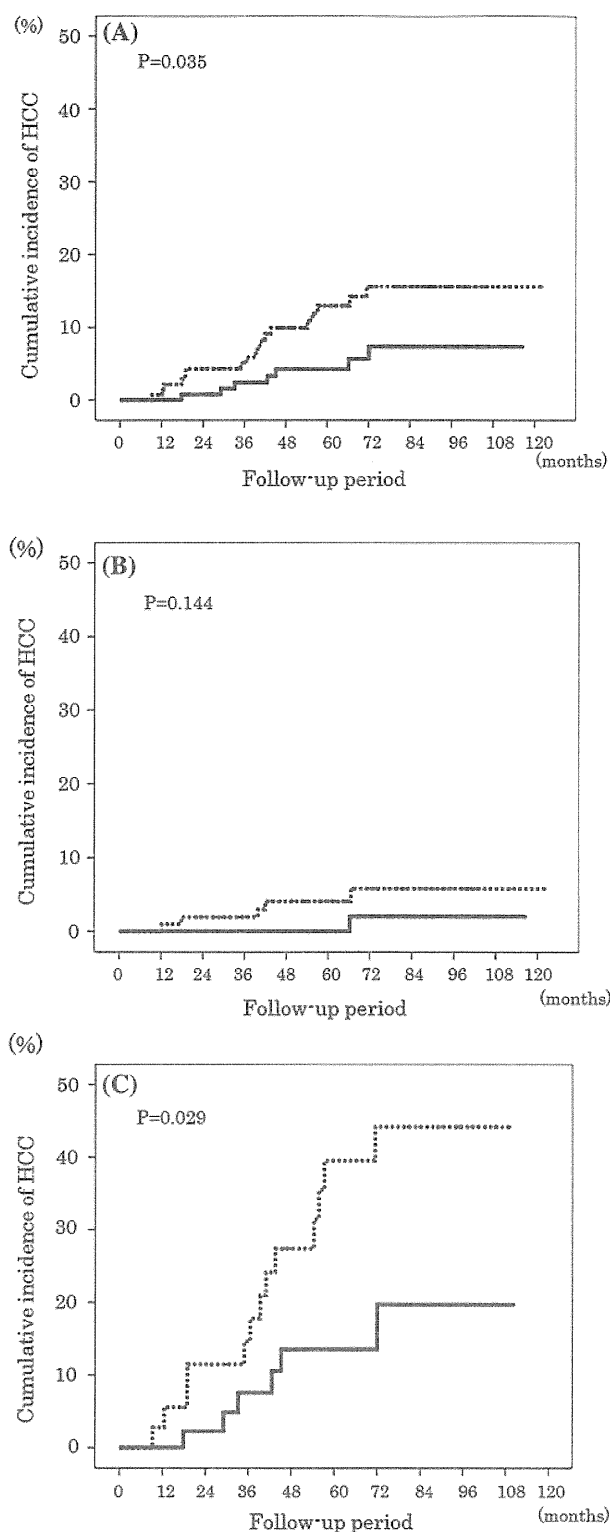 (%)
(A)
P=0.035
Cumulative incidence of HCC
50
40
30
20
10
0
0 12 24 36 48 60 72 84 96 108 120
(months)
Follow-up period
(%)
(B)
P=0.144
Cumulative incidence of HCC
50
40
30
20
10
0
0 12 24 36 48 60 72 84 96 108 120
(months)
Follow-up period
(%)
(C)
P=0.029
Cumulative incidence of HCC
50
40
30
20
10
0
0 12 24 36 48 60 72 84 96 108 120
(months)
Follow-up period